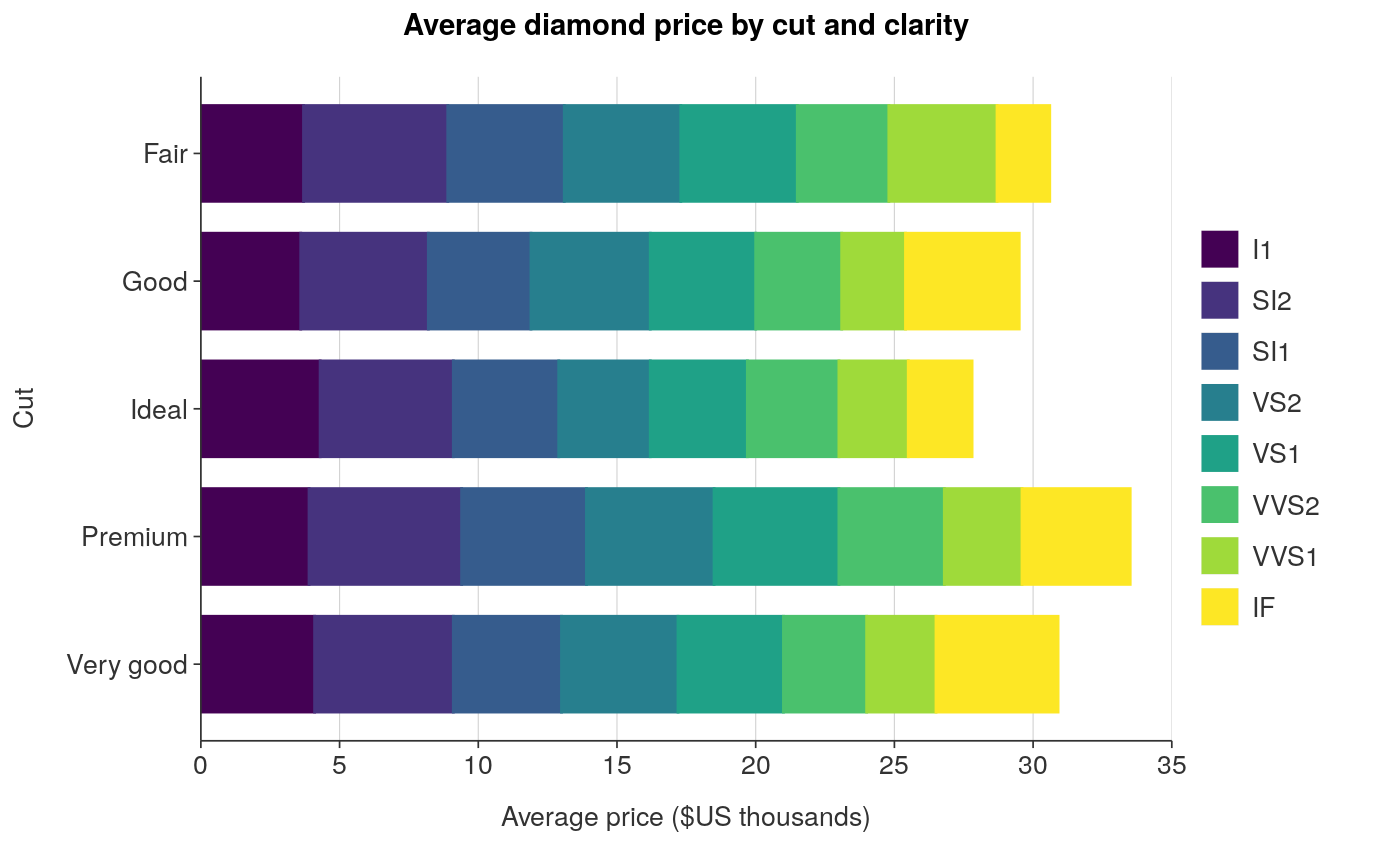 Average diamond price by cut and clarity
Fair
Good
Ideal
Premium
Very good
Cut
0 5 10 15 20 25 30 35
Average price ($US thousands)
I1
SI2
SI1
VS2
VS1
VVS2
VVS1
IF